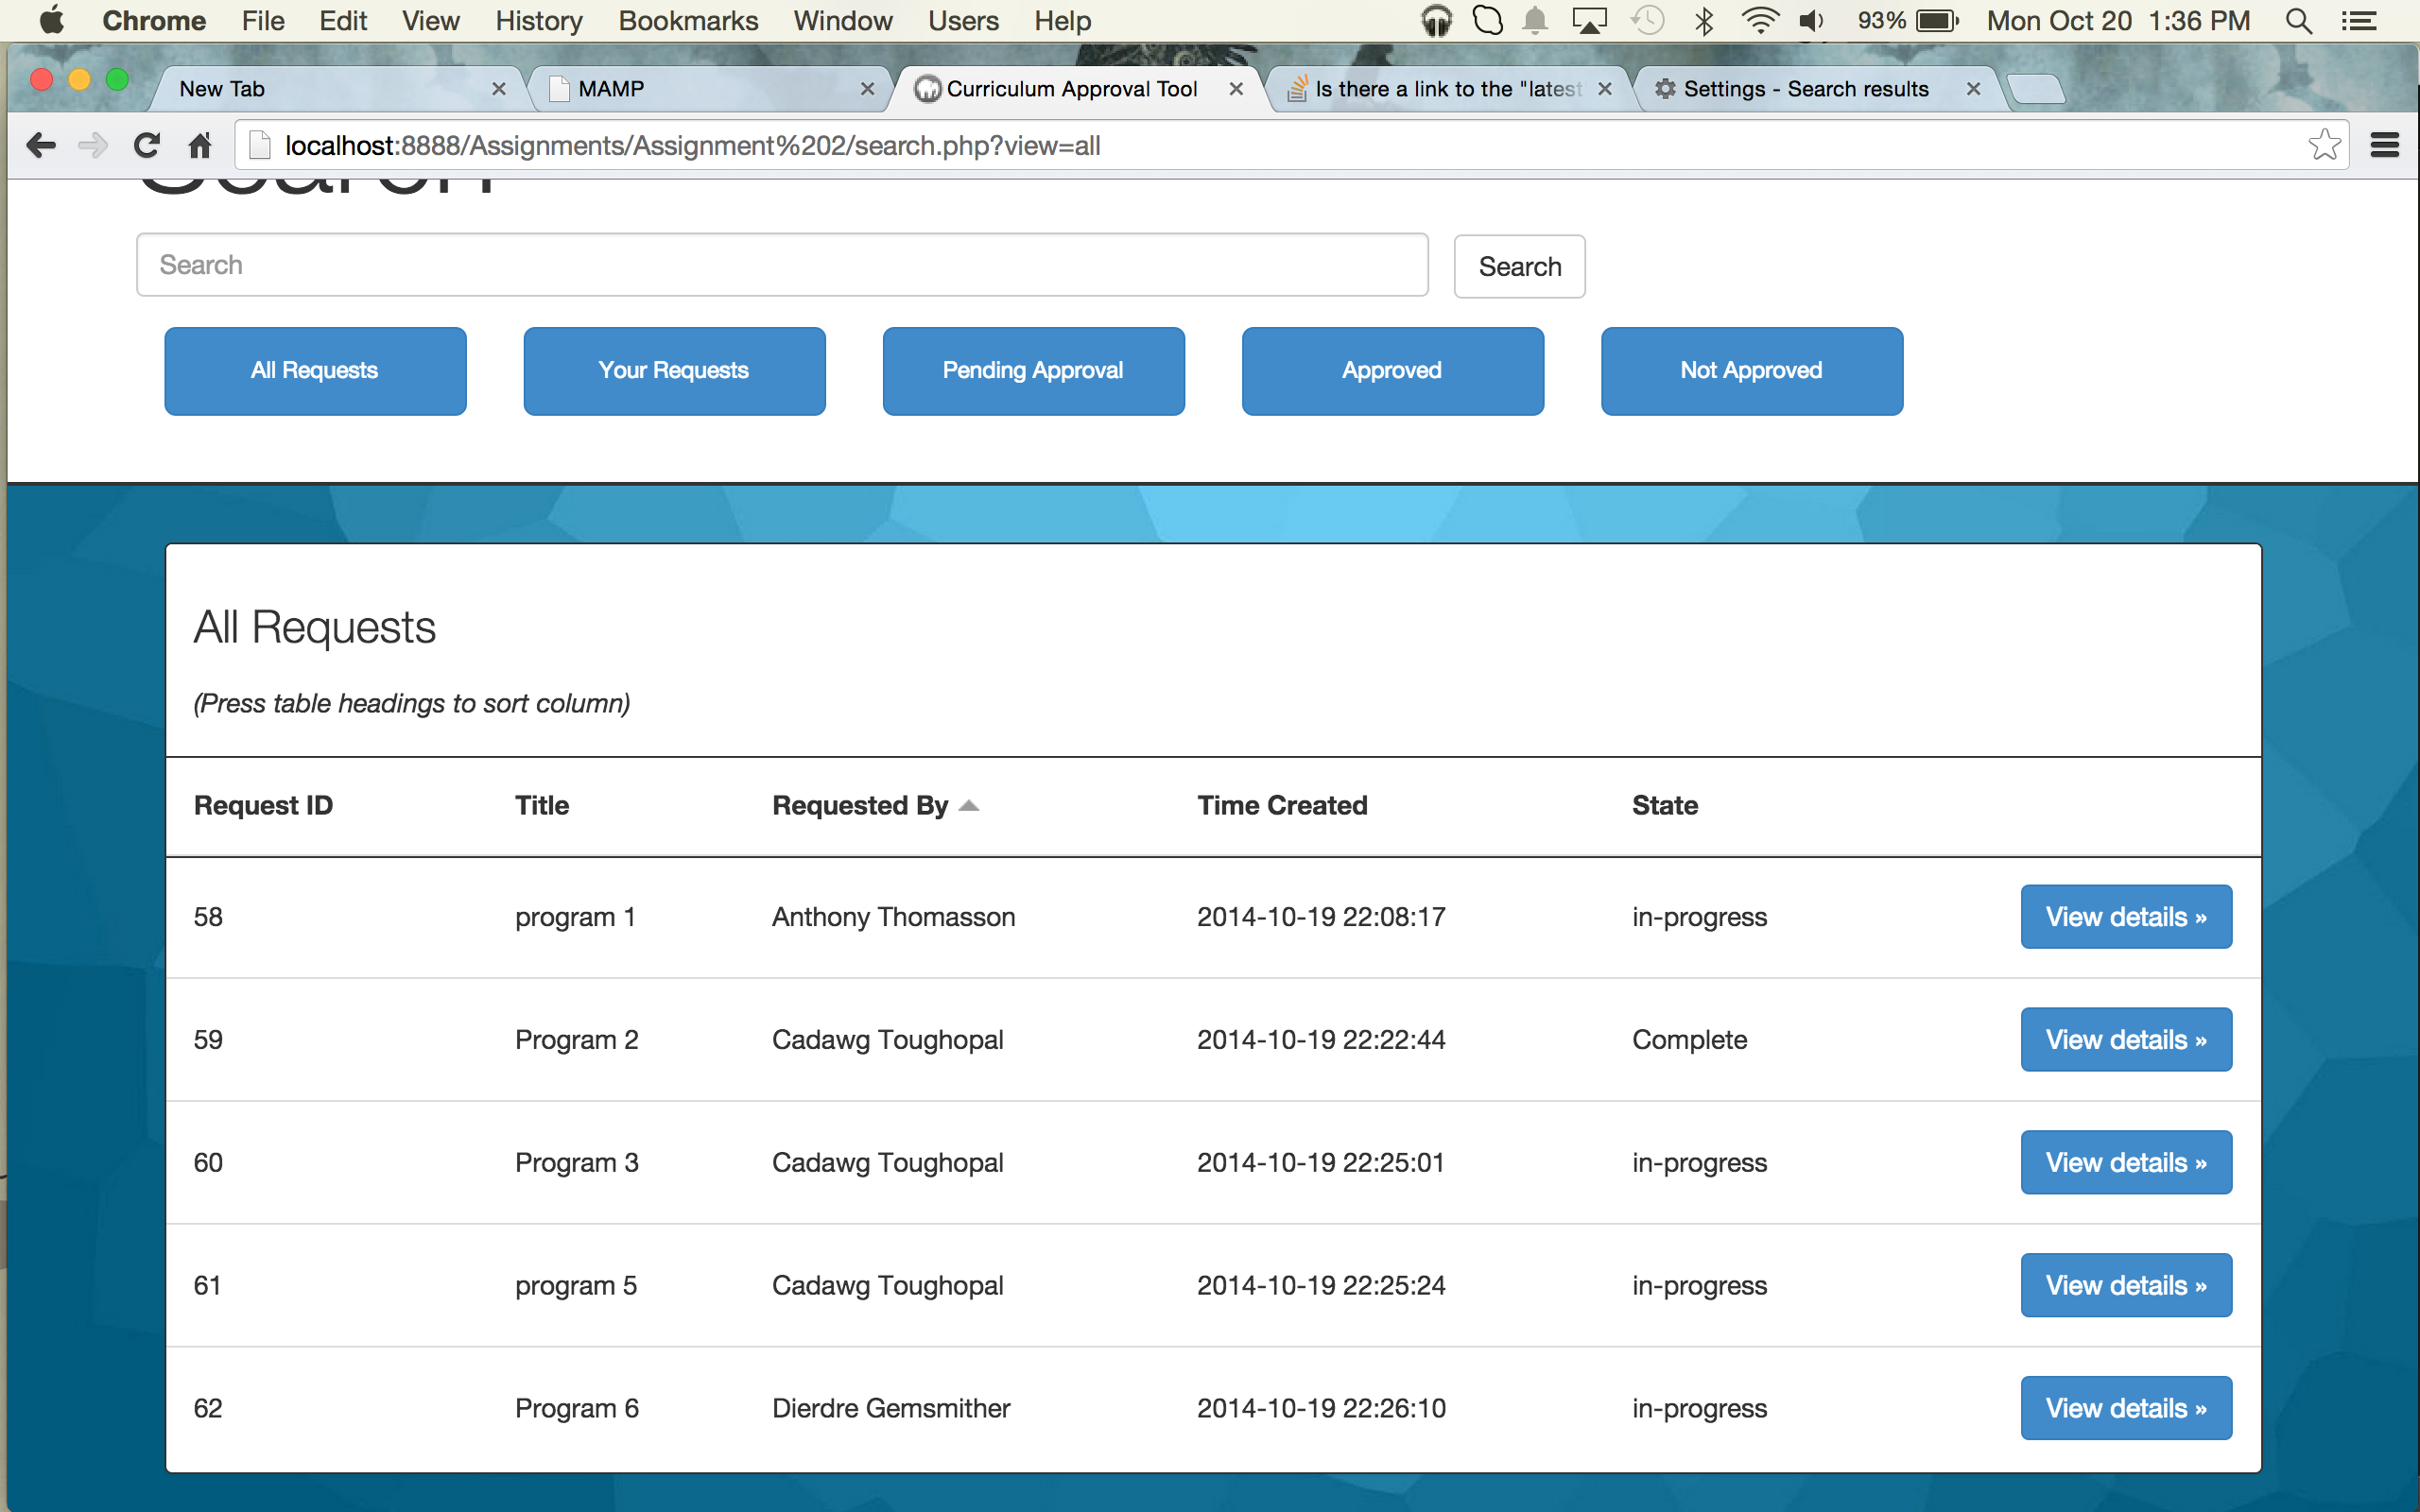 Chrome File Edit View History Bookmarks Window Users Help 93% Mon Oct 20 1:36 PM
New Tab MAMP Curriculum Approval Tool Is there a link to the "latest Settings - Search results
localhost:8888/Assignments/Assignment%202/search.php?view=all
Search
Search Search
All Requests Your Requests Pending Approval Approved Not Approved
All Requests
(Press table headings to sort column)
Request ID Title Requested By Time Created State
58 program 1 Anthony Thomasson 2014-10-19 22:08:17 in-progress View details »
59 Program 2 Cadawg Toughopal 2014-10-19 22:22:44 Complete View details »
60 Program 3 Cadawg Toughopal 2014-10-19 22:25:01 in-progress View details »
61 program 5 Cadawg Toughopal 2014-10-19 22:25:24 in-progress View details »
62 Program 6 Dierdre Gemsmither 2014-10-19 22:26:10 in-progress View details »